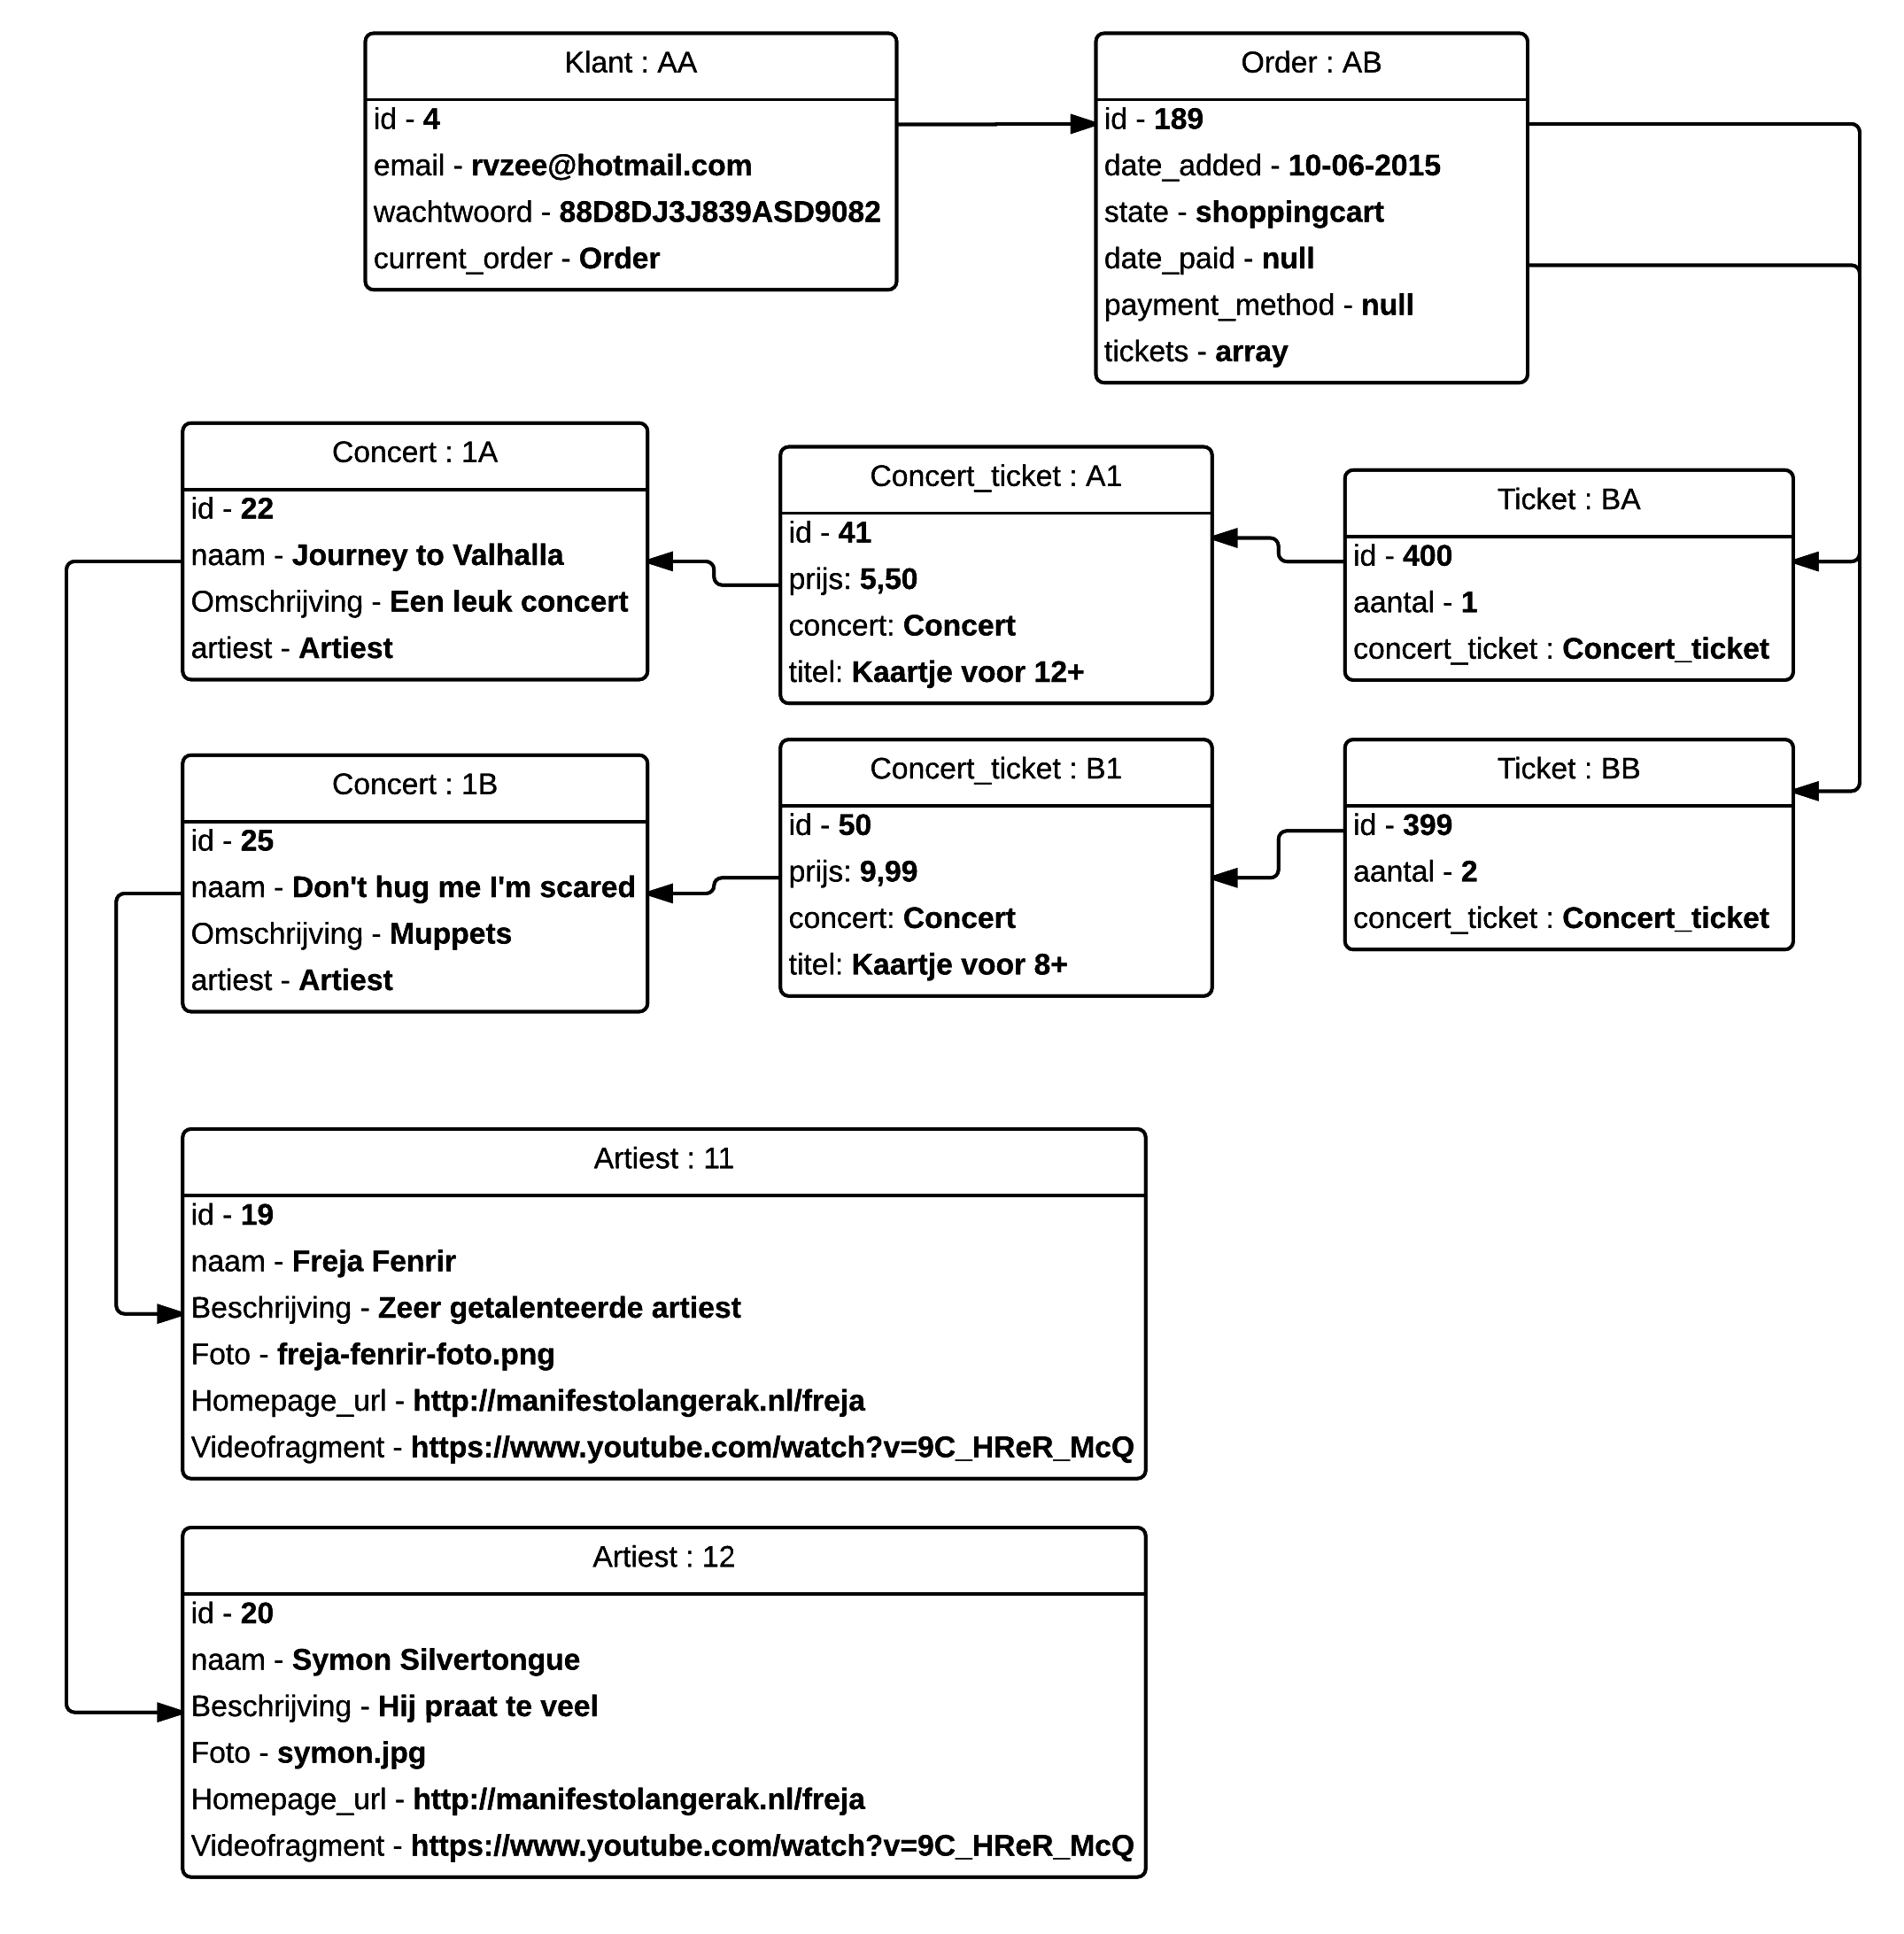 Klant : AA
id - 4
email - rvzee@hotmail.com
wachtwoord - 88D8DJ3J839ASD9082
current_order - Order
Order : AB
id - 189
date_added - 10-06-2015
state - shoppingcart
date_paid - null
payment_method - null
tickets - array
Concert : 1A
id - 22
naam - Journey to Valhalla
Omschrijving - Een leuk concert
artiest - Artiest
Concert_ticket : A1
id - 41
prijs: 5,50
concert: Concert
titel: Kaartje voor 12+
Ticket : BA
id - 400
aantal - 1
concert_ticket : Concert_ticket
Concert : 1B
id - 25
naam - Don't hug me I'm scared
Omschrijving - Muppets
artiest - Artiest
Concert_ticket : B1
id - 50
prijs: 9,99
concert: Concert
titel: Kaartje voor 8+
Ticket : BB
id - 399
aantal - 2
concert_ticket : Concert_ticket
Artiest : 11
id - 19
naam - Freja Fenrir
Beschrijving - Zeer getalenteerde artiest
Foto - freja-fenrir-foto.png
Homepage_url - http://manifestolangerak.nl/freja
Videofragment - https://www.youtube.com/watch?v=9C_HReR_McQ
Artiest : 12
id - 20
naam - Symon Silvertongue
Beschrijving - Hij praat te veel
Foto - symon.jpg
Homepage_url - http://manifestolangerak.nl/freja
Videofragment - https://www.youtube.com/watch?v=9C_HReR_McQ